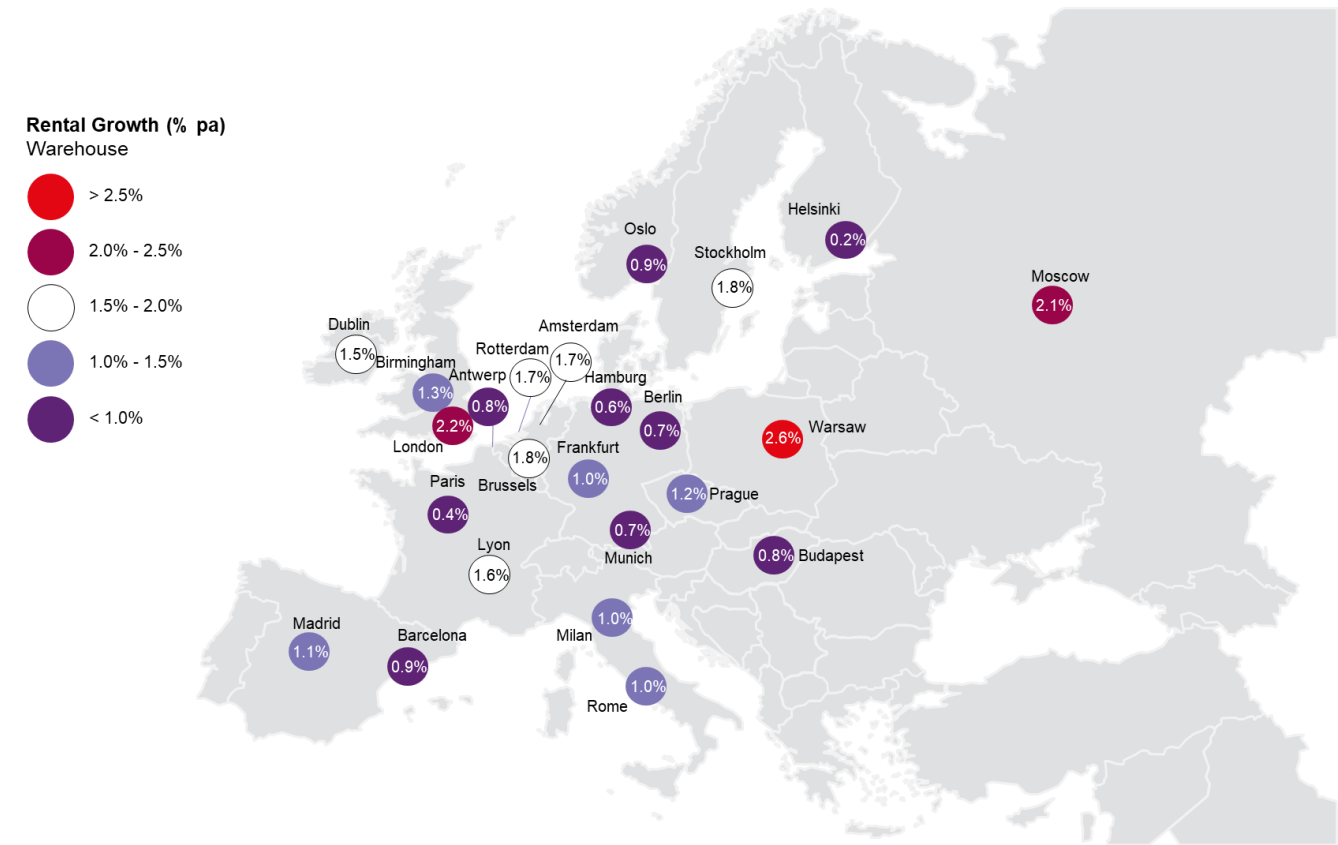 Rental Growth (% pa)
Warehouse
> 2.5%
2.0% - 2.5%
1.5% - 2.0%
1.0% - 1.5%
< 1.0%
Helsinki
0.2%
Oslo
0.9%
Stockholm
1.8%
Moscow
2.1%
Dublin
1.5%
Amsterdam
1.7%
Rotterdam
1.7%
Birmingham
1.3%
Antwerp
0.8%
Hamburg
0.6%
Berlin
0.7%
London
2.2%
Warsaw
2.6%
Brussels
1.8%
Frankfurt
1.0%
Prague
1.2%
Paris
0.4%
Munich
0.7%
Lyon
1.6%
Budapest
0.8%
Madrid
1.1%
Barcelona
0.9%
Milan
1.0%
Rome
1.0%